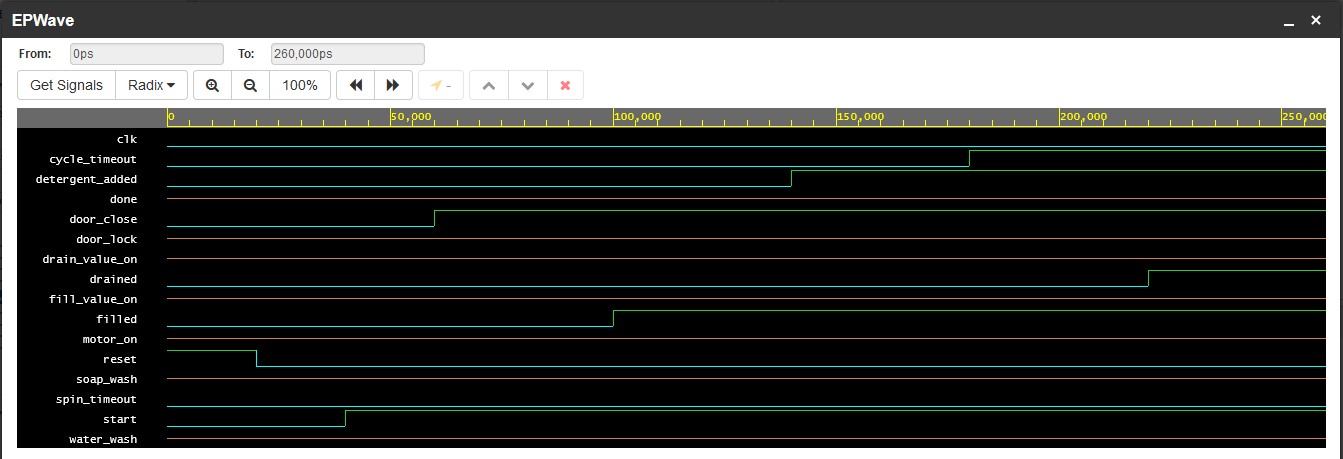 EPWave
From: 0ps To: 260,000ps
Get Signals Radix 100% -
0 50,000 100,000 150,000 200,000 250,000
clk
cycle_timeout
detergent_added
done
door_close
door_lock
drain_value_on
drained
fill_value_on
filled
motor_on
reset
soap_wash
spin_timeout
start
water_wash